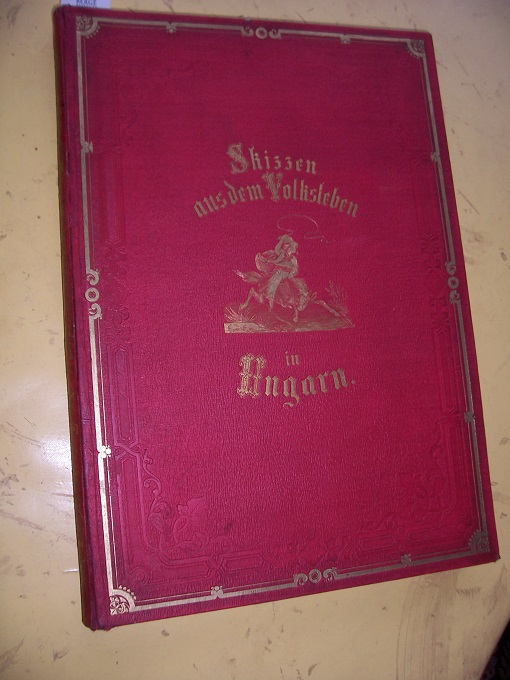 Skizzen
aus dem Volksleben
in
Ungarn.